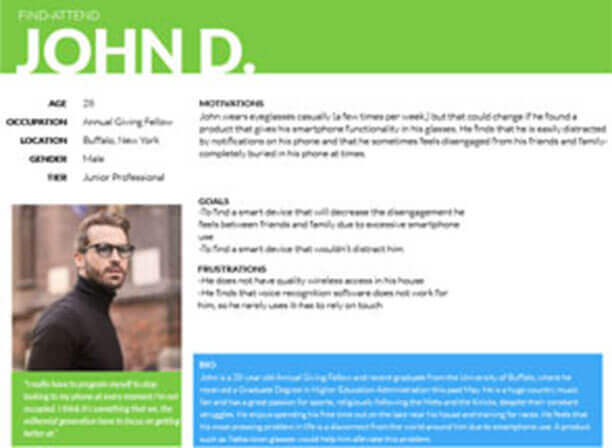 FIND-ATTEND
JOHN D.
AGE 28
OCCUPATION Annual Giving Fellow
LOCATION Buffalo, New York
GENDER Male
TIER Junior Professional
MOTIVATIONS
John wears eyeglasses casually (a few times per week,) but that could change if he found a
product that gives his smartphone functionality in his glasses. He finds that he is easily distracted
by notifications on his phone and that he sometimes feels disengaged from his friends and family-
completely buried in his phone at times.
GOALS
-To find a smart device that will decrease the disengagement he
feels between friends and family due to excessive smartphone
use
-To find a smart device that wouldn't distract him
FRUSTRATIONS
-He does not have quality wireless access in his house
-He finds that voice recognition software does not work for
him, so he rarely uses it has to rely on touch
"I really have to program myself to stop
looking at my phone at every moment I'm not
occupied. I think it's something that we, the
millennial generation have to focus on getting
better at."
BIO
John is a 28 year old Annual Giving Fellow and recent graduate from the University of Buffalo, where he
received a Graduate Degree in Higher Education Administration this past May. He is a huge country music
fan and has a great passion for sports, religiously following the Mets and the Knicks, despite their constant
struggles. He enjoys spending his free time out on the lake near his house and training for races. He feels that
his most pressing problem in life is a disconnect from the world around him due to smartphone use. A product
such as glasses could help him alleviate this problem.